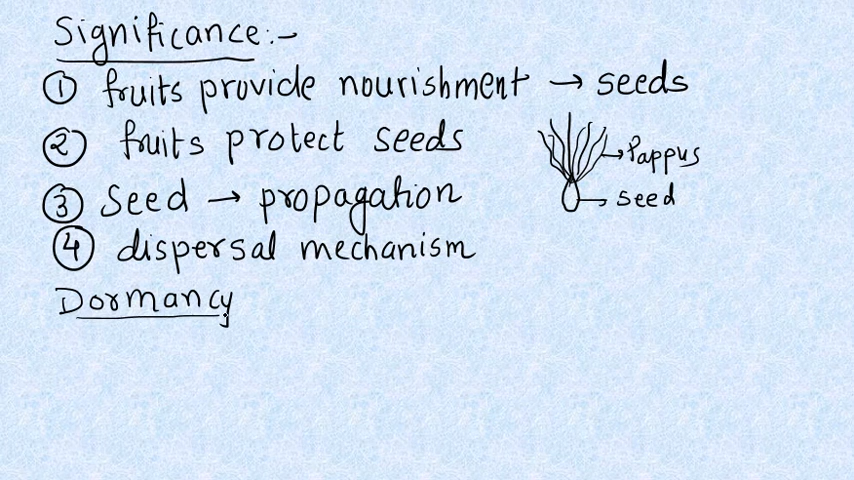 Significance:-
① fruits provide nourishment → seeds
② fruits protect seeds
→Pappus
③ Seed → propagation
→ seed
④ dispersal mechanism
Dormancy